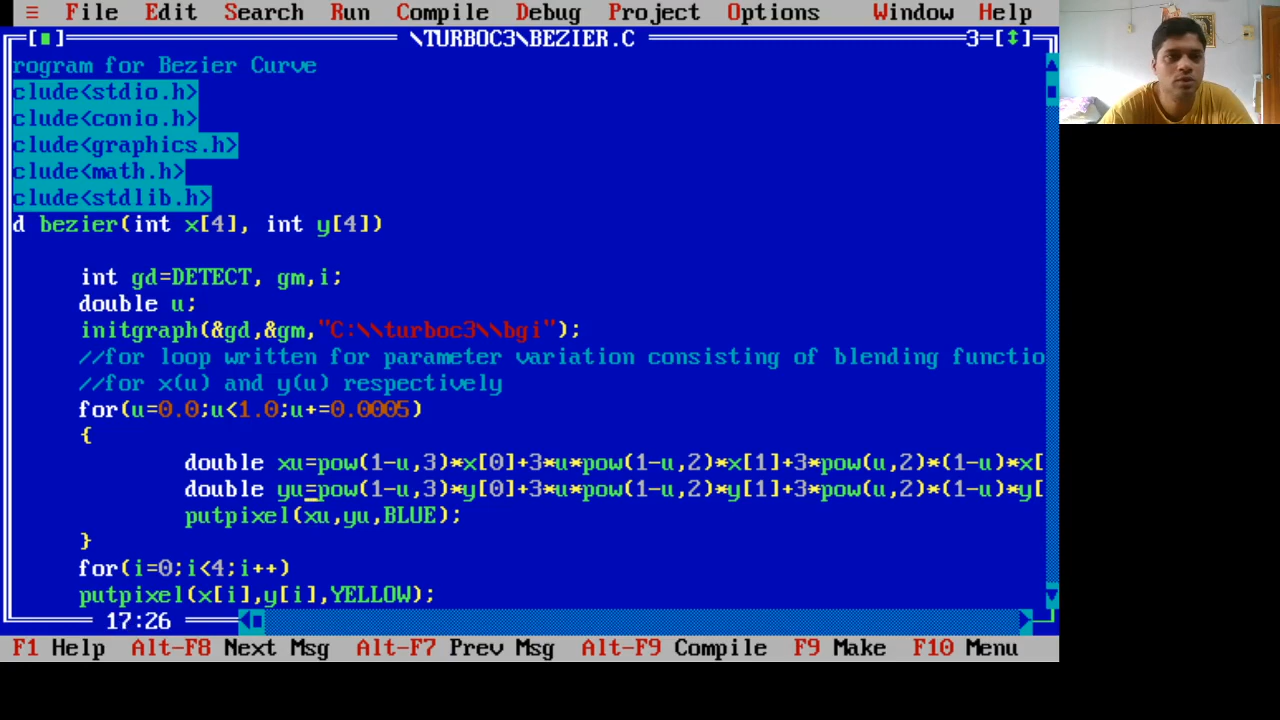 ≡ File Edit Search Run Compile Debug Project Options Window Help
[■] \TURBOC3\BEZIER.C 3=[↕]
rogram for Bezier Curve
clude<stdio.h>
clude<conio.h>
clude<graphics.h>
clude<math.h>
clude<stdlib.h>
d bezier(int x[4], int y[4])
int gd=DETECT, gm,i;
double u;
initgraph(&gd,&gm,"C:\\turboc3\\bgi");
//for loop written for parameter variation consisting of blending functio
//for x(u) and y(u) respectively
for(u=0.0;u<1.0;u+=0.0005)
{
double xu=pow(1-u,3)*x[0]+3*u*pow(1-u,2)*x[1]+3*pow(u,2)*(1-u)*x[
double yu=pow(1-u,3)*y[0]+3*u*pow(1-u,2)*y[1]+3*pow(u,2)*(1-u)*y[
putpixel(xu,yu,BLUE);
}
for(i=0;i<4;i++)
putpixel(x[i],y[i],YELLOW);
17:26
F1 Help Alt-F8 Next Msg Alt-F7 Prev Msg Alt-F9 Compile F9 Make F10 Menu